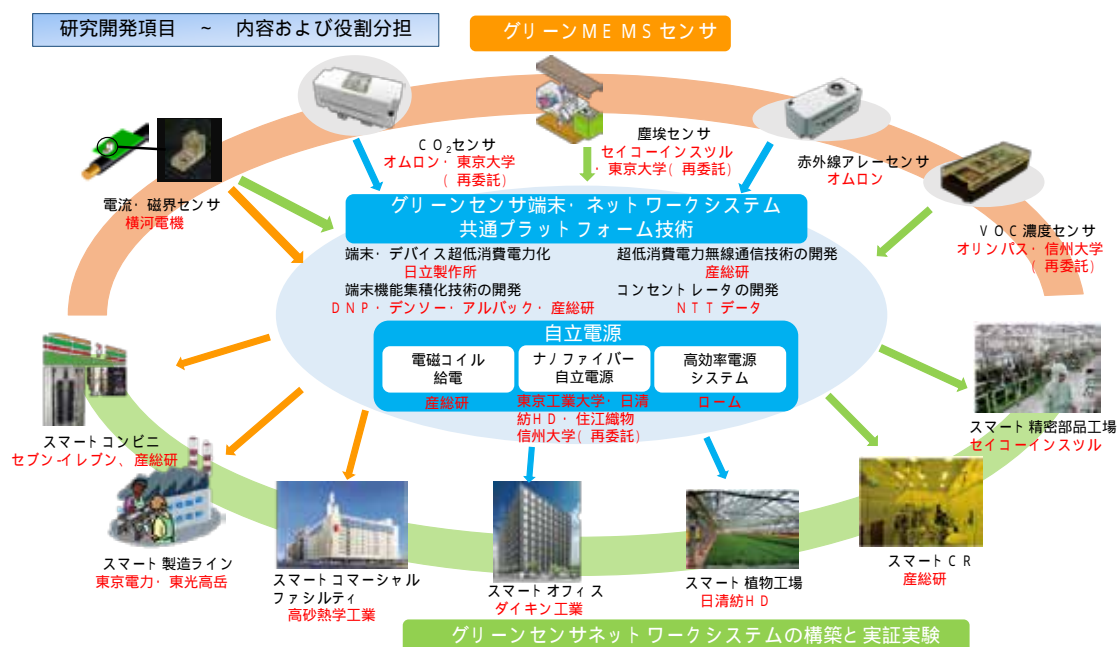 研究開発項目 ~ 内容および役割分担
グリーンMEMSセンサ
CO₂センサ
オムロン・東京大学
(再委託)
塵埃センサ
セイコーインスツル
・東京大学(再委託)
赤外線アレーセンサ
オムロン
電流・磁界センサ
横河電機
VOC濃度センサ
オリンパス・信州大学
(再委託)
グリーンセンサ端末・ネットワークシステム
共通プラットフォーム技術
端末・デバイス超低消費電力化
日立製作所
端末機能集積化技術の開発
DNP・デンソー・アルバック・産総研
超低消費電力無線通信技術の開発
産総研
コンセントレータの開発
NTTデータ
自立電源
電磁コイル
給電
産総研
ナノファイバー
自立電源
東京工業大学・日清
紡HD・住江織物
信州大学(再委託)
高効率電源
システム
ローム
スマートコンビニ
セブン-イレブン、産総研
スマート製造ライン
東京電力・東光高岳
スマートコマーシャル
ファシルティ
高砂熱学工業
スマートオフィス
ダイキン工業
スマート植物工場
日清紡HD
スマートCR
産総研
スマート精密部品工場
セイコーインスツル
グリーンセンサネットワークシステムの構築と実証実験